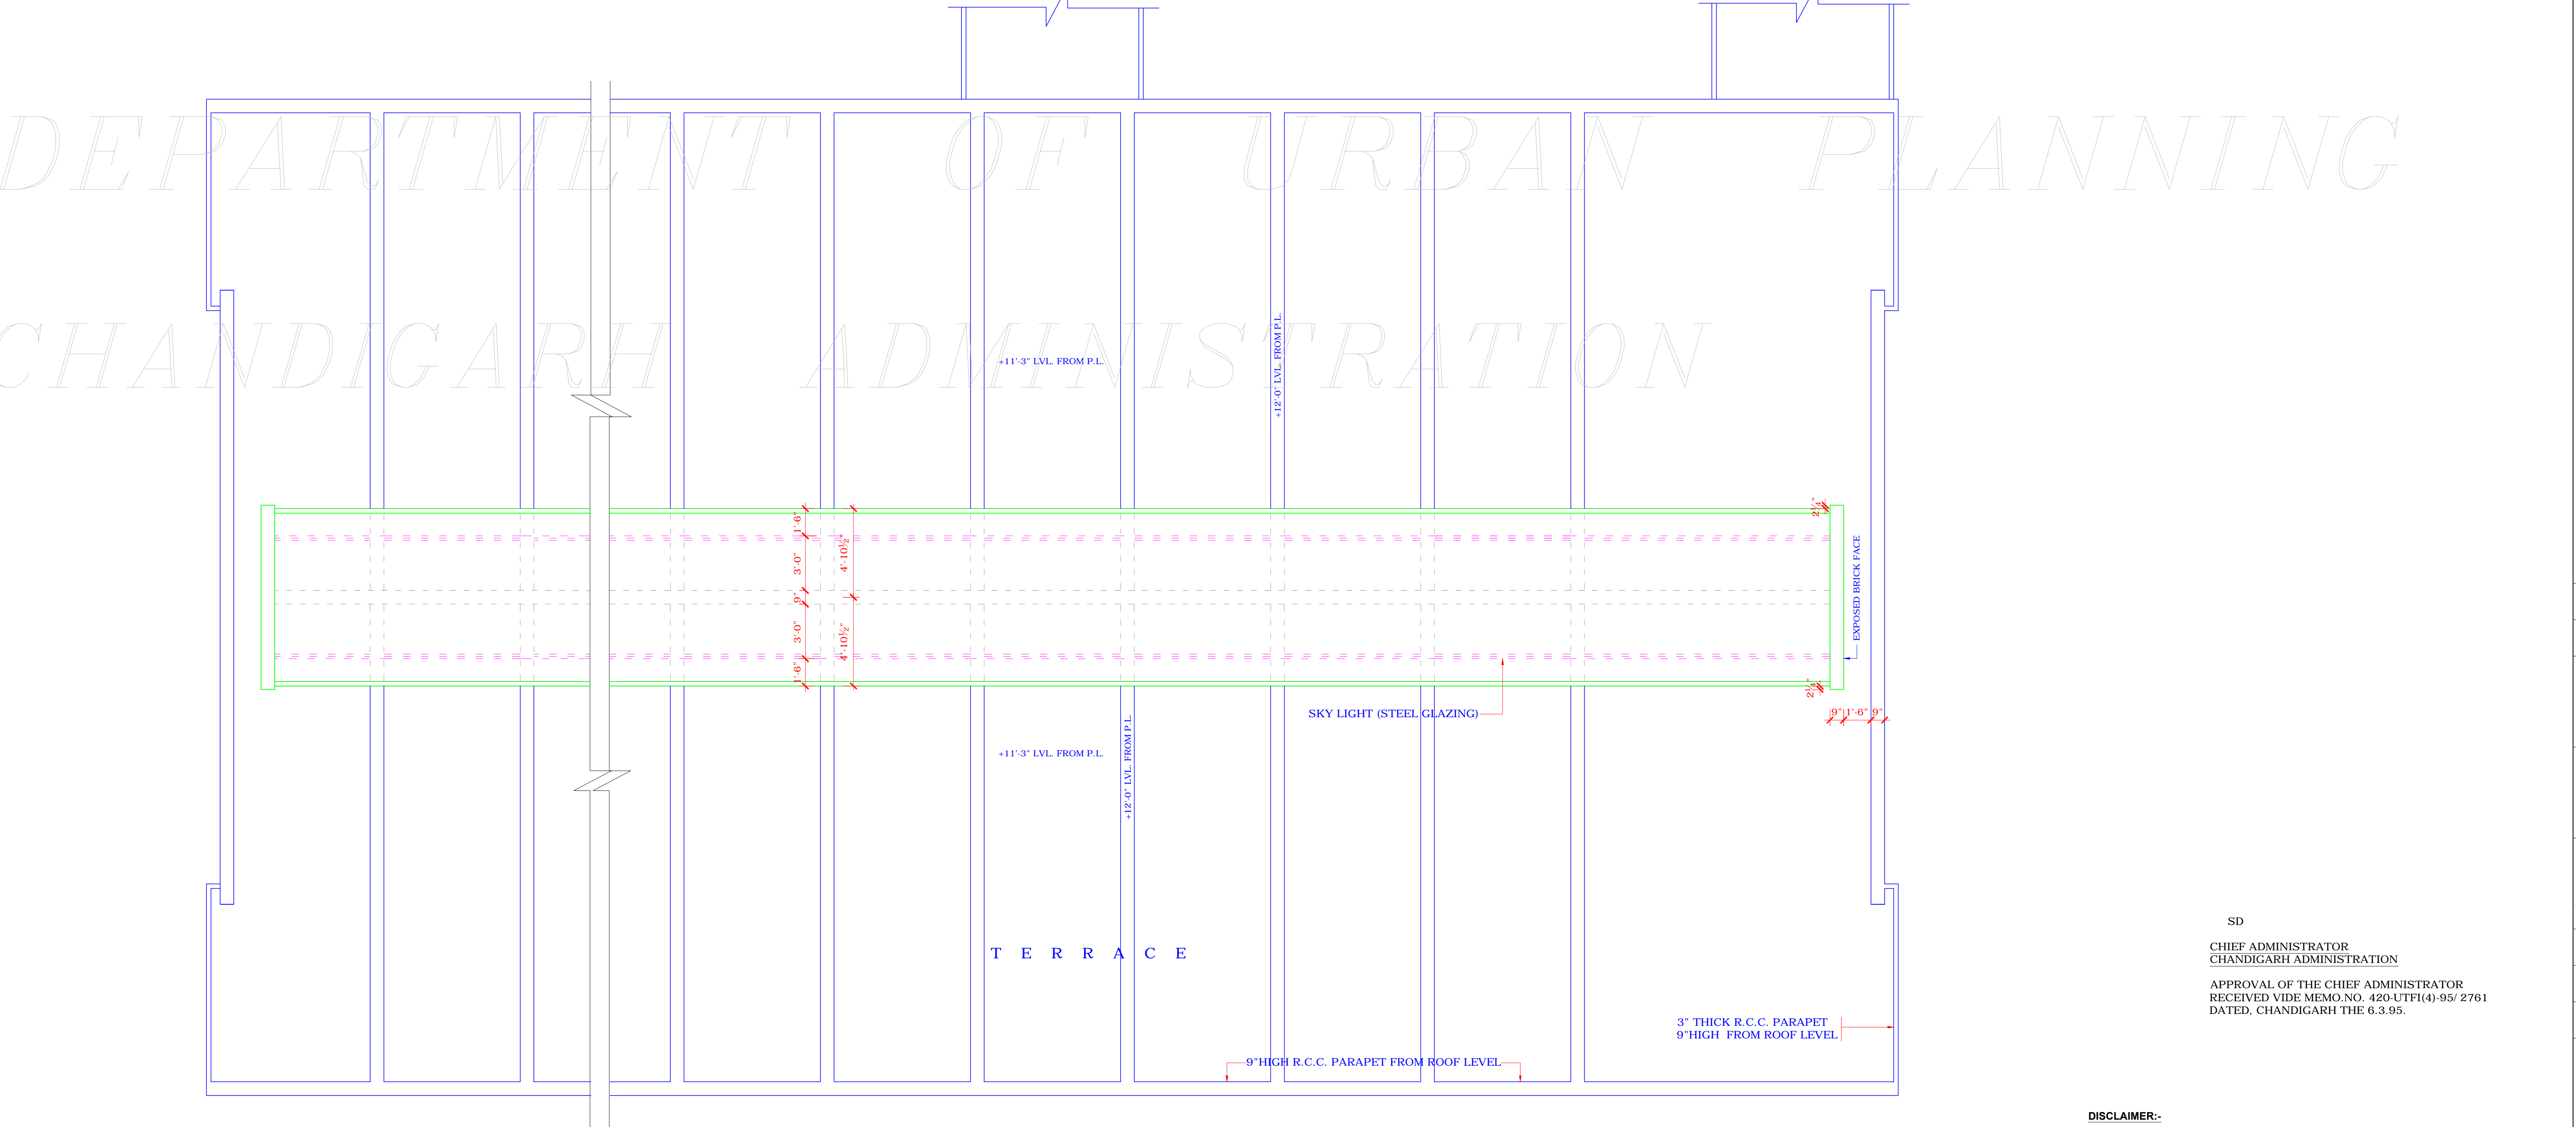 DEPARTMENT OF URBAN PLANNING
CHANDIGARH ADMINISTRATION
+11'-3" LVL. FROM P.L.
+12'-0" LVL. FROM P.L.
2¼"
1'-6"
3'-0"
9"
3'-0"
1'-6"
4'-10½"
4'-10½"
EXPOSED BRICK FACE
2¼"
SKY LIGHT (STEEL GLAZING)
9" 1'-6" 9"
+11'-3" LVL. FROM P.L.
+12'-0" LVL. FROM P.L.
TERRACE
3" THICK R.C.C. PARAPET
9"HIGH FROM ROOF LEVEL
9"HIGH R.C.C. PARAPET FROM ROOF LEVEL
SD
CHIEF ADMINISTRATOR
CHANDIGARH ADMINISTRATION
APPROVAL OF THE CHIEF ADMINISTRATOR
RECEIVED VIDE MEMO.NO. 420-UTFI(4)-95/ 2761
DATED, CHANDIGARH THE 6.3.95.
DISCLAIMER:-